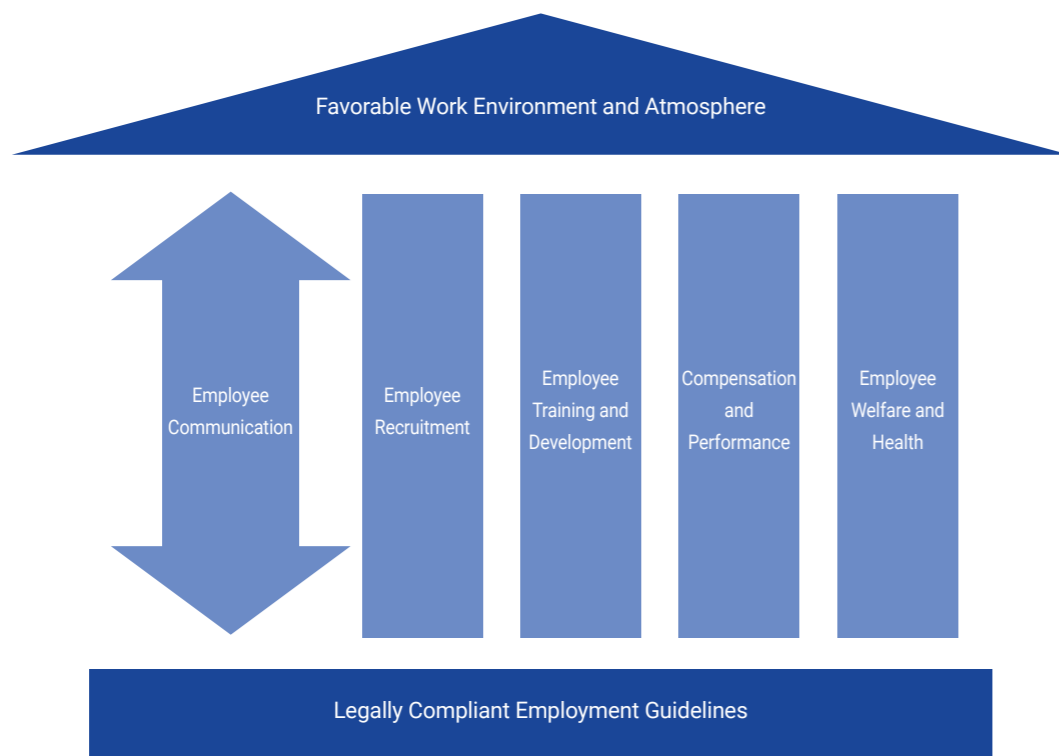 Favorable Work Environment and Atmosphere
Employee
Communication
Employee
Recruitment
Employee
Training and
Development
Compensation
and
Performance
Employee
Welfare and
Health
Legally Compliant Employment Guidelines